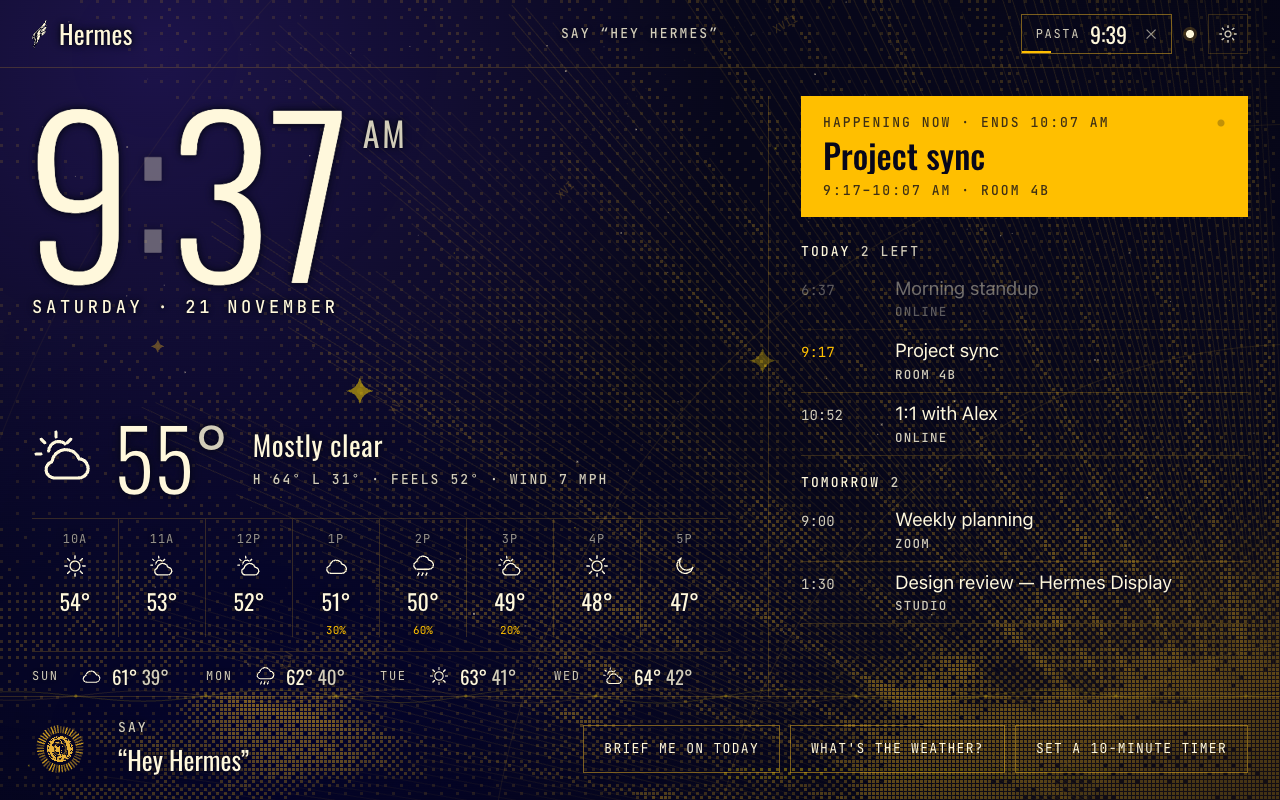 Hermes
SAY “HEY HERMES”
PASTA 9:39
9:37 AM
SATURDAY · 21 NOVEMBER
55° Mostly clear
H 64° L 31° · FEELS 52° · WIND 7 MPH
10A 11A 12P 1P 2P 3P 4P 5P
54° 53° 52° 51° 50° 49° 48° 47°
30% 60% 20%
SUN 61° 39° MON 62° 40° TUE 63° 41° WED 64° 42°
HAPPENING NOW · ENDS 10:07 AM
Project sync
9:17–10:07 AM · ROOM 4B
TODAY 2 LEFT
6:37 Morning standup
ONLINE
9:17 Project sync
ROOM 4B
10:52 1:1 with Alex
ONLINE
TOMORROW 2
9:00 Weekly planning
ZOOM
1:30 Design review — Hermes Display
STUDIO
SAY
“Hey Hermes”
BRIEF ME ON TODAY
WHAT'S THE WEATHER?
SET A 10-MINUTE TIMER